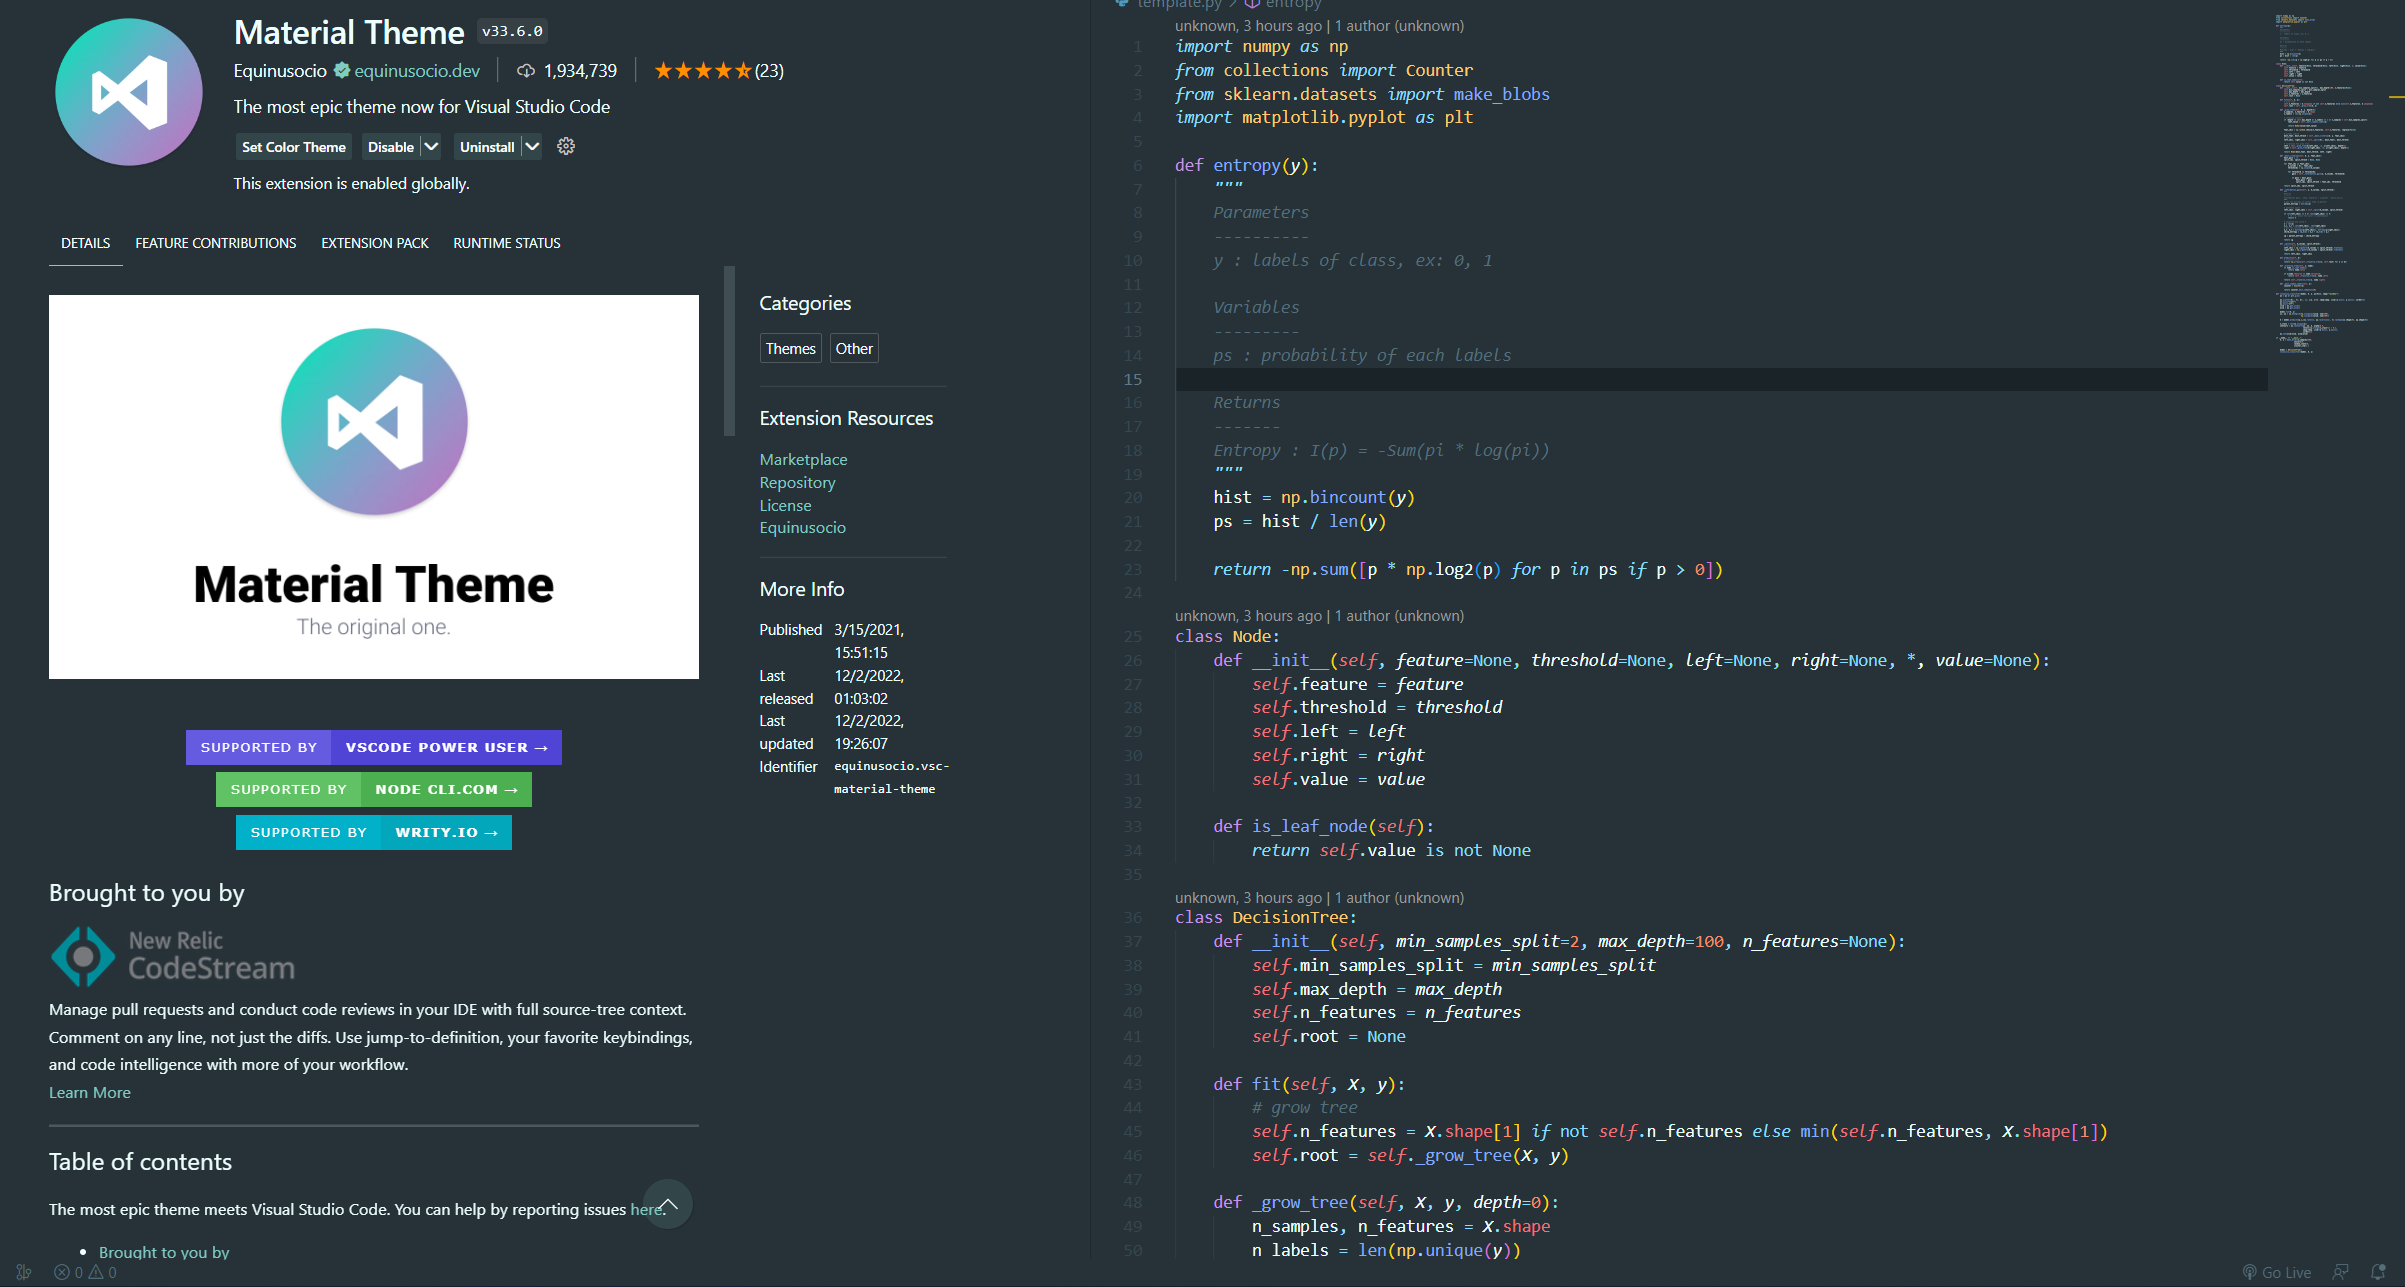 Material Theme v33.6.0
Equinusocio equinusocio.dev 1,934,739 (23)
The most epic theme now for Visual Studio Code
Set Color Theme Disable Uninstall
This extension is enabled globally.
DETAILS FEATURE CONTRIBUTIONS EXTENSION PACK RUNTIME STATUS
Material Theme
The original one.
SUPPORTED BY VSCODE POWER USER →
SUPPORTED BY NODE CLI.COM →
SUPPORTED BY WRITY.IO →
Brought to you by
New Relic
CodeStream
Manage pull requests and conduct code reviews in your IDE with full source-tree context.
Comment on any line, not just the diffs. Use jump-to-definition, your favorite keybindings,
and code intelligence with more of your workflow.
Learn More
Table of contents
The most epic theme meets Visual Studio Code. You can help by reporting issues here.
• Brought to you by
Categories
Themes Other
Extension Resources
Marketplace
Repository
License
Equinusocio
More Info
Published 3/15/2021,
15:51:15
Last 12/2/2022,
released 01:03:02
Last 12/2/2022,
updated 19:26:07
Identifier equinusocio.vsc-
material-theme
template.py > entropy
unknown, 3 hours ago | 1 author (unknown)
1 import numpy as np
2 from collections import Counter
3 from sklearn.datasets import make_blobs
4 import matplotlib.pyplot as plt
5
6 def entropy(y):
7 """
8 Parameters
9 ----------
10 y : labels of class, ex: 0, 1
11
12 Variables
13 ---------
14 ps : probability of each labels
15
16 Returns
17 -------
18 Entropy : I(p) = -Sum(pi * log(pi))
19 """
20 hist = np.bincount(y)
21 ps = hist / len(y)
22
23 return -np.sum([p * np.log2(p) for p in ps if p > 0])
24
unknown, 3 hours ago | 1 author (unknown)
25 class Node:
26 def __init__(self, feature=None, threshold=None, left=None, right=None, *, value=None):
27 self.feature = feature
28 self.threshold = threshold
29 self.left = left
30 self.right = right
31 self.value = value
32
33 def is_leaf_node(self):
34 return self.value is not None
35
unknown, 3 hours ago | 1 author (unknown)
36 class DecisionTree:
37 def __init__(self, min_samples_split=2, max_depth=100, n_features=None):
38 self.min_samples_split = min_samples_split
39 self.max_depth = max_depth
40 self.n_features = n_features
41 self.root = None
42
43 def fit(self, X, y):
44 # grow tree
45 self.n_features = X.shape[1] if not self.n_features else min(self.n_features, X.shape[1])
46 self.root = self._grow_tree(X, y)
47
48 def _grow_tree(self, X, y, depth=0):
49 n_samples, n_features = X.shape
50 n_labels = len(np.unique(y))
0 0
Go Live